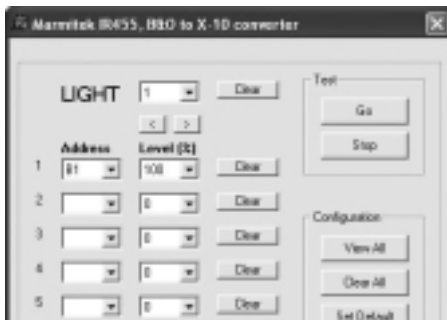 Marmitek IR455, B&O to X-10 converter
LIGHT 1 Clear
< >
Address Level (%)
1 B1 100 Clear
2 0 Clear
3 0 Clear
4 0 Clear
5 0 Clear
Test
Go
Stop
Configuration
View All
Clear All
Set Default